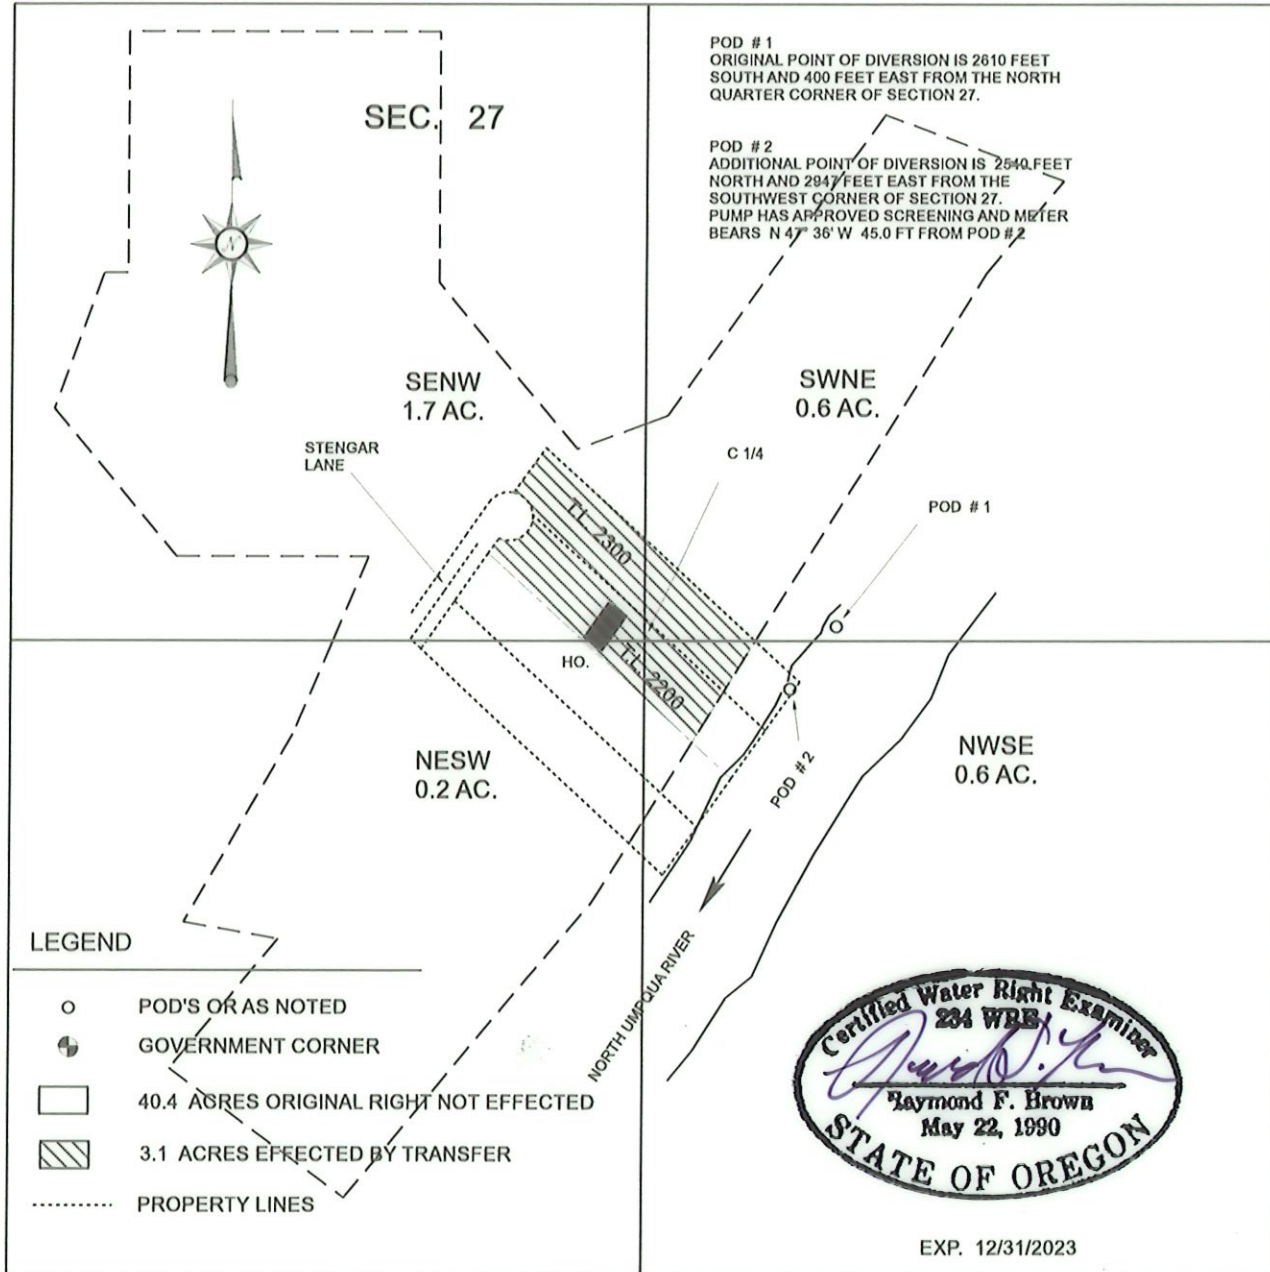 POD # 1
ORIGINAL POINT OF DIVERSION IS 2610 FEET
SOUTH AND 400 FEET EAST FROM THE NORTH
QUARTER CORNER OF SECTION 27.
POD # 2
ADDITIONAL POINT OF DIVERSION IS 2540 FEET
NORTH AND 2947 FEET EAST FROM THE
SOUTHWEST CORNER OF SECTION 27.
PUMP HAS APPROVED SCREENING AND METER
BEARS N 47° 36' W 45.0 FT FROM POD # 2
SEC. 27
N
SENW
1.7 AC.
SWNE
0.6 AC.
STENGAR
LANE
C 1/4
POD # 1
T.L. 2300
HO.
T.L. 2200
NESW
0.2 AC.
NWSE
0.6 AC.
POD # 2
NORTH UMPQUA RIVER
LEGEND
POD'S OR AS NOTED
GOVERNMENT CORNER
40.4 ACRES ORIGINAL RIGHT NOT EFFECTED
3.1 ACRES EFFECTED BY TRANSFER
PROPERTY LINES
Certified Water Right Examiner
234 WRE
Raymond F. Brown
May 22, 1990
STATE OF OREGON
EXP. 12/31/2023